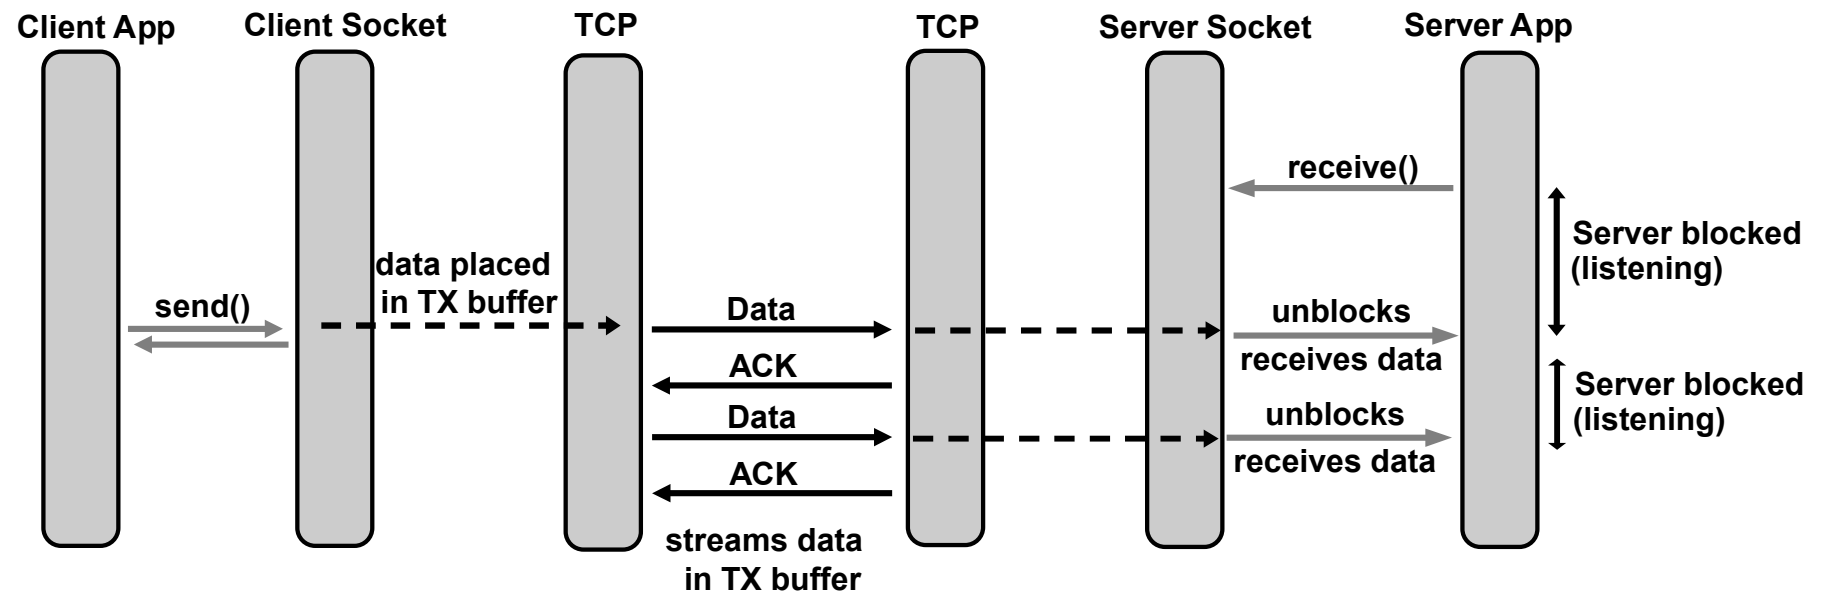 Client App
Client Socket
TCP
TCP
Server Socket
Server App
receive()
Server blocked
(listening)
data placed
in TX buffer
send()
Data
unblocks
receives data
ACK
Server blocked
(listening)
Data
unblocks
receives data
ACK
streams data
in TX buffer